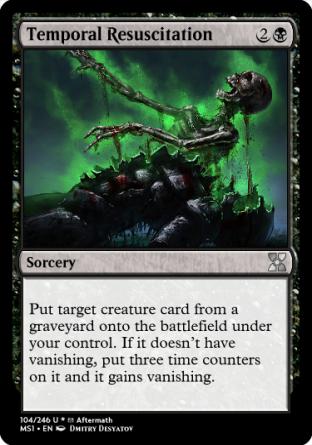 Temporal Resuscitation 2
Sorcery
Put target creature card from a
graveyard onto the battlefield under
your control. If it doesn't have
vanishing, put three time counters
on it and it gains vanishing.
104/246 U * Aftermath
MS1 • EN Dmitry Desyatov